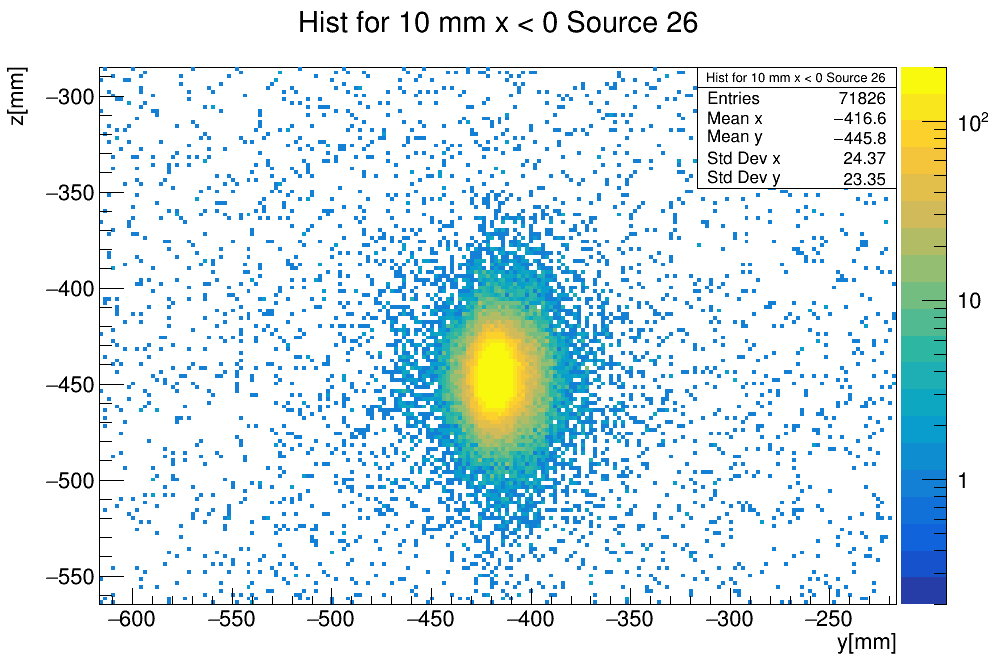 Hist for 10 mm x < 0 Source 26
z[mm]
Hist for 10 mm x < 0 Source 26
Entries 71826
Mean x −416.6
Mean y −445.8
Std Dev x 24.37
Std Dev y 23.35
−300
−350
−400
−450
−500
−550
10²
10
1
−600 −550 −500 −450 −400 −350 −300 −250
y[mm]